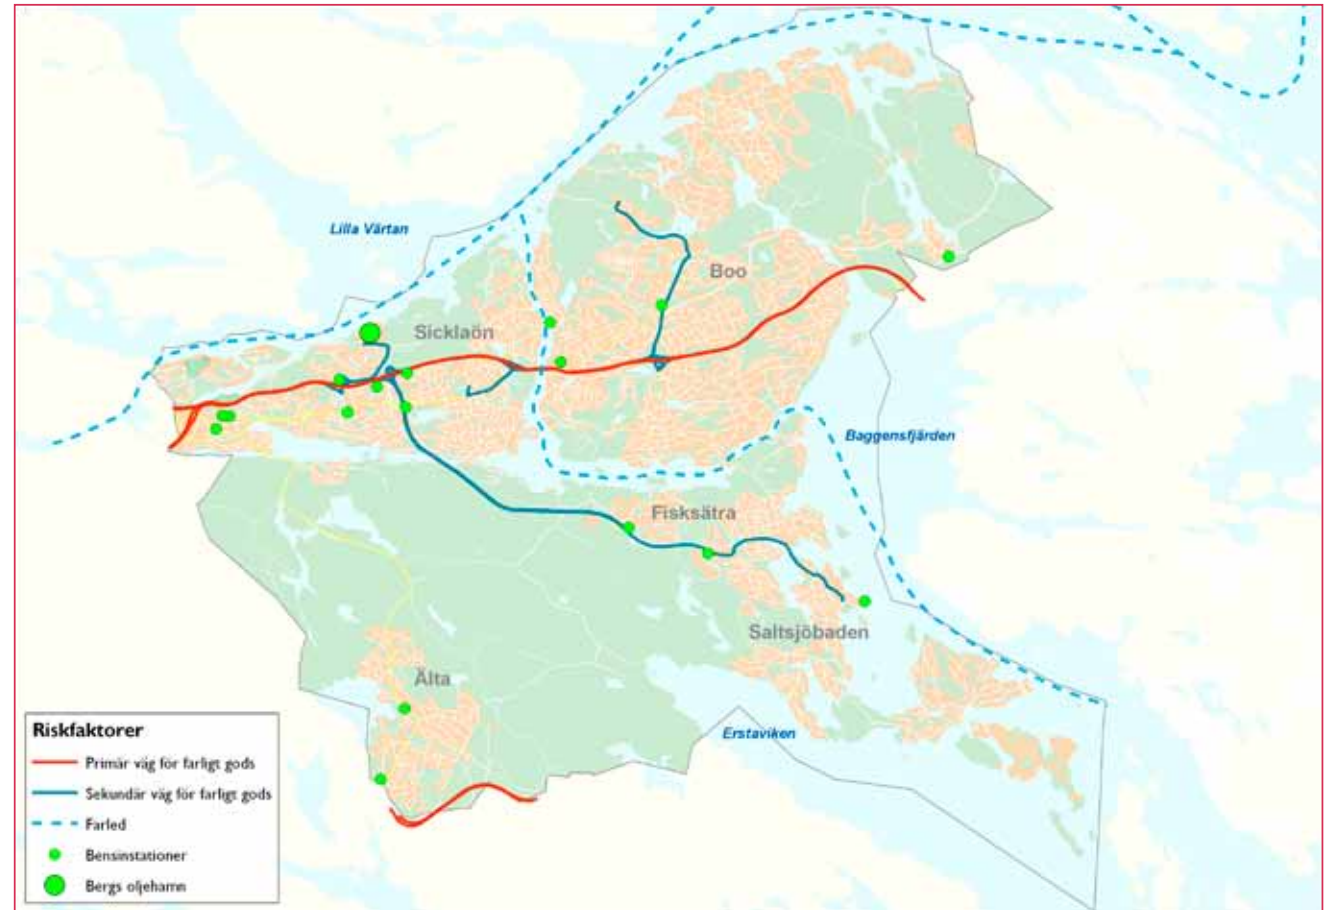 Lilla Värtan
Boo
Sicklaön
Baggensfjärden
Fisksätra
Saltsjöbaden
Älta
Erstaviken
Riskfaktorer
Primär väg för farligt gods
Sekundär väg för farligt gods
Farled
Bensinstationer
Bergs oljehamn